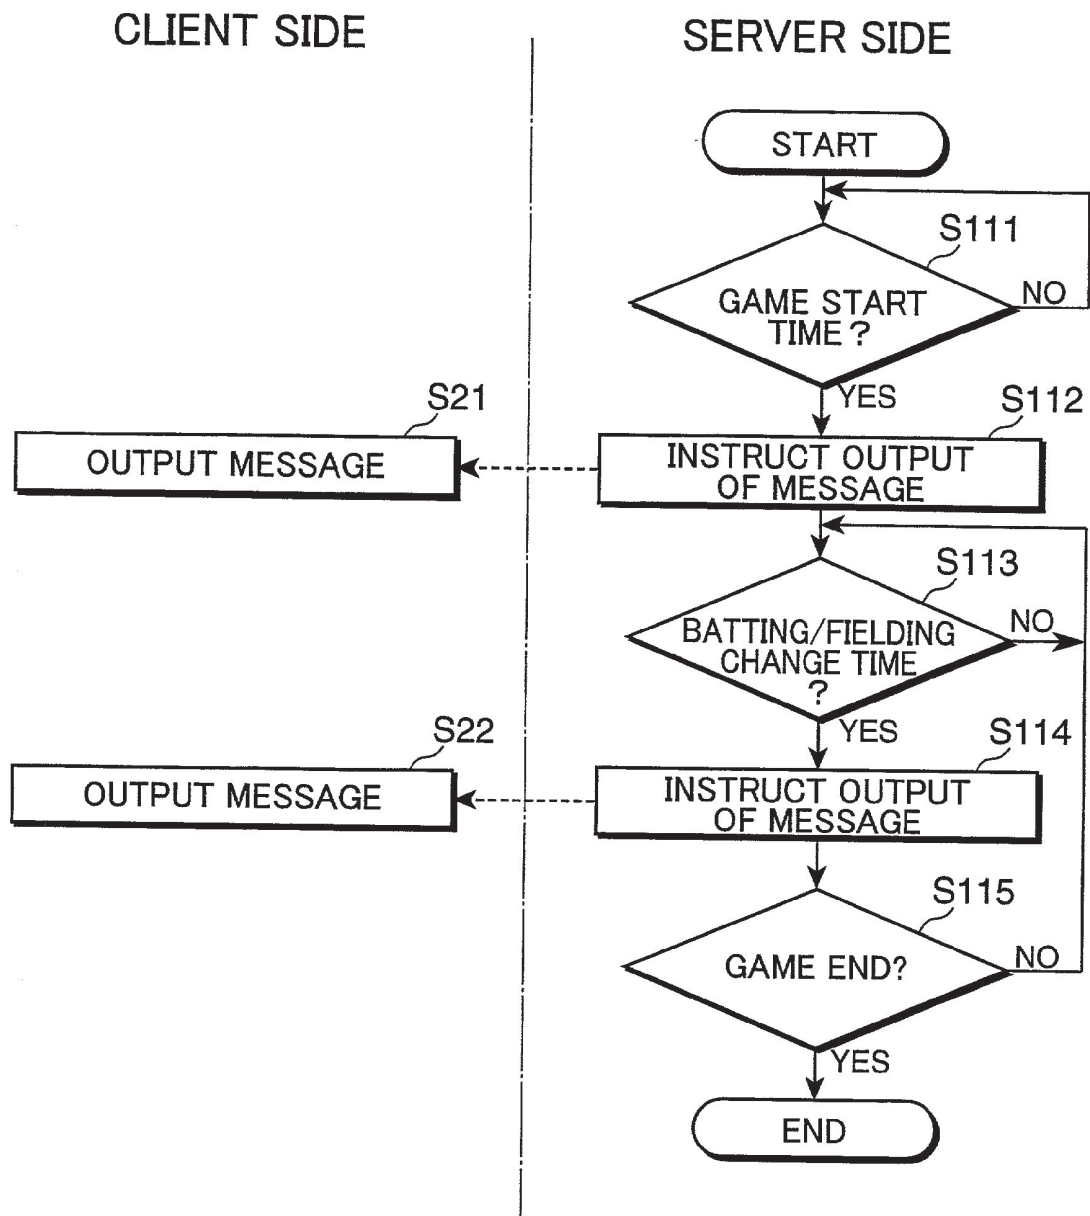 CLIENT SIDE
SERVER SIDE
START
S111
GAME START
TIME?
NO
YES
S112
INSTRUCT OUTPUT
OF MESSAGE
S21
OUTPUT MESSAGE
S113
BATTING/FIELDING
CHANGE TIME
?
NO
YES
S114
INSTRUCT OUTPUT
OF MESSAGE
S22
OUTPUT MESSAGE
S115
GAME END?
NO
YES
END